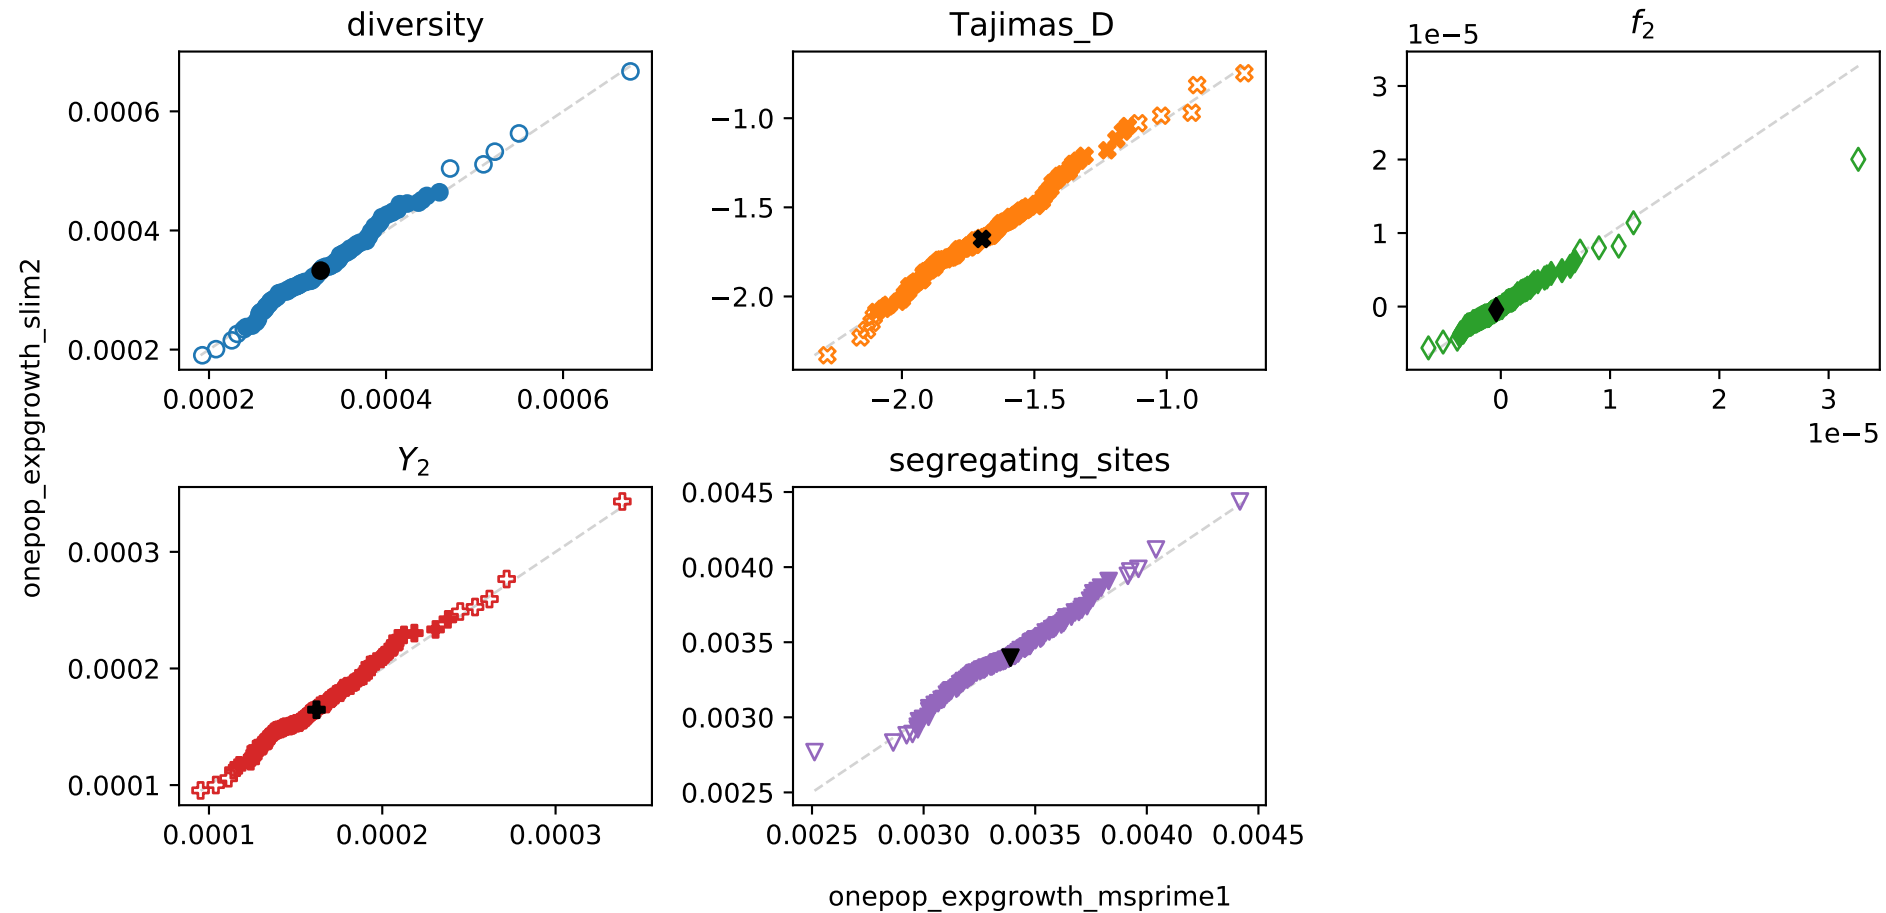 diversity
Tajimas_D
f2
1e−5
0.0006
0.0004
0.0002
−1.0
−1.5
−2.0
3
2
1
0
0.0002 0.0004 0.0006
−2.0 −1.5 −1.0
0 1 2 3
1e−5
onepop_expgrowth_slim2
Y2
segregating_sites
0.0003
0.0002
0.0001
0.0045
0.0040
0.0035
0.0030
0.0025
0.0001 0.0002 0.0003
0.0025 0.0030 0.0035 0.0040 0.0045
onepop_expgrowth_msprime1